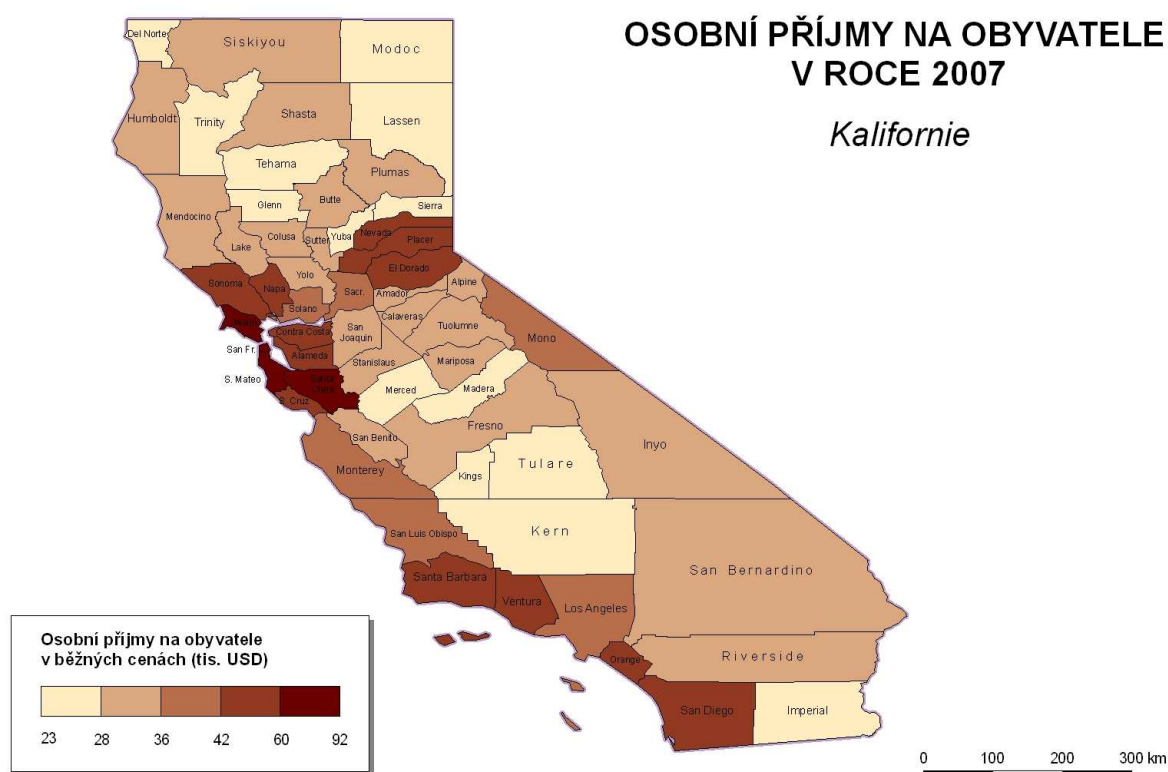 OSOBNÍ PŘÍJMY NA OBYVATELE
V ROCE 2007
Kalifornie
Del Norte
Siskiyou
Modoc
Humboldt
Trinity
Shasta
Lassen
Tehama
Plumas
Glenn
Butte
Sierra
Mendocino
Lake
Colusa
Sutter
Yuba
Nevada
Placer
El Dorado
Yolo
Sonoma
Napa
Solano
Sacr.
Amador
Alpine
Calaveras
Tuolumne
Mono
Contra Costa
San
Joaquin
San Fr.
Alameda
Stanislaus
Mariposa
S. Mateo
Merced
Madera
S. Cruz
San Benito
Fresno
Inyo
Monterey
Kings
Tulare
San Luis Obispo
Kern
San Bernardino
Santa Barbara
Ventura
Los Angeles
Orange
Riverside
San Diego
Imperial
Osobní příjmy na obyvatele
v běžných cenách (tis. USD)
23 28 36 42 60 92
0 100 200 300 km